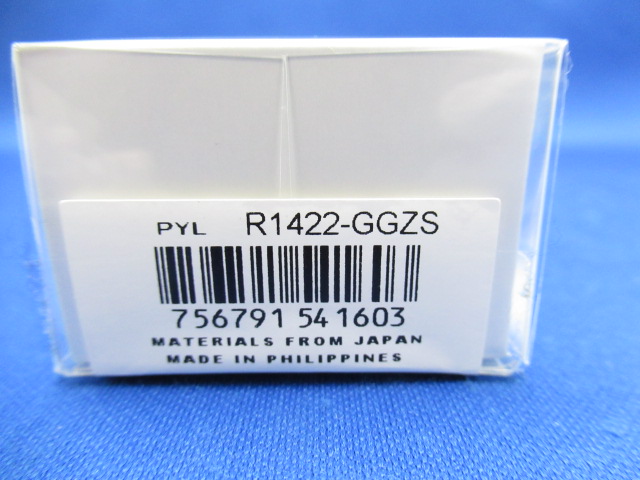 PYL R1422-GGZS
756791 541603
MATERIALS FROM JAPAN
MADE IN PHILIPPINES